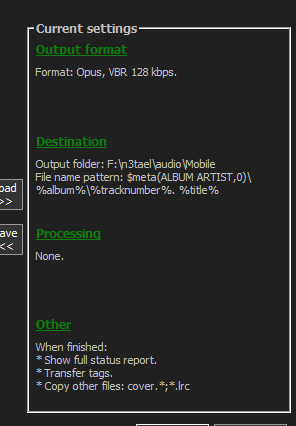 Current settings
Output format
Format: Opus, VBR 128 kbps.
Destination
Output folder: F:\n3tael\audio\Mobile
File name pattern: $meta(ALBUM ARTIST,0)\
%album%\%tracknumber%. %title%
oad
>>
ave
<<
Processing
None.
Other
When finished:
* Show full status report.
* Transfer tags.
* Copy other files: cover.*;*.lrc